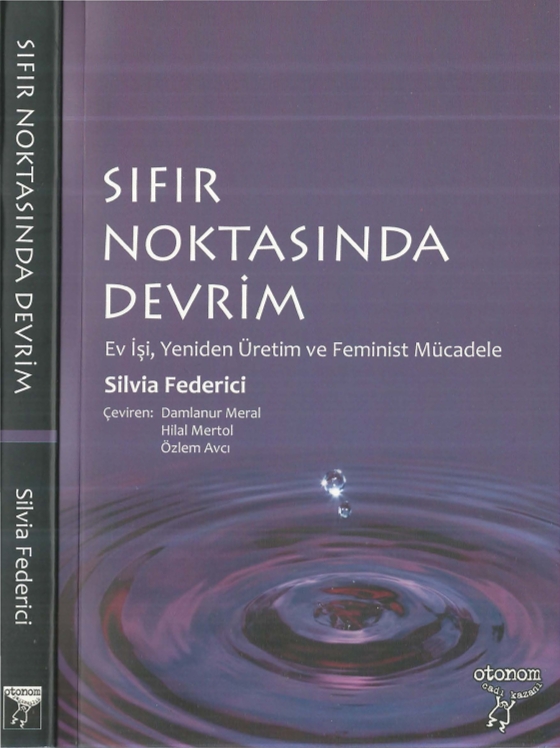 SIFIR NOKTASINDA DEVRİM
Silvia Federici
otonom
SIFIR
NOKTASINDA
DEVRİM
Ev İşi, Yeniden Üretim ve Feminist Mücadele
Silvia Federici
Çeviren: Damlanur Meral
Hilal Mertol
Özlem Avcı
otonom
cadı kazanı